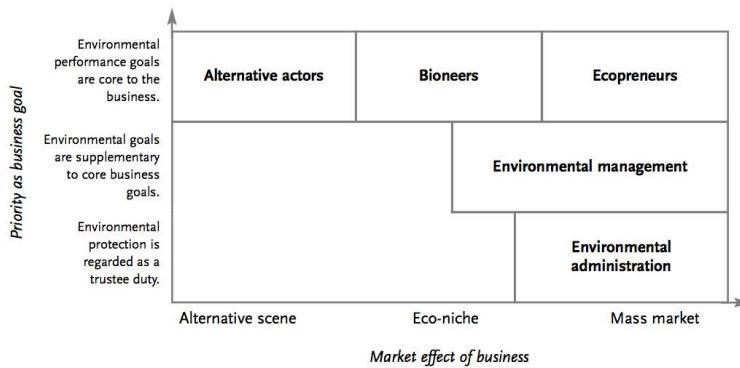 Environmental
performance goals
are core to the
business.
Alternative actors
Bioneers
Ecopreneurs
Environmental goals
are supplementary
to core business
goals.
Environmental management
Environmental
protection is
regarded as a
trustee duty.
Environmental
administration
Priority as business goal
Alternative scene
Eco-niche
Mass market
Market effect of business